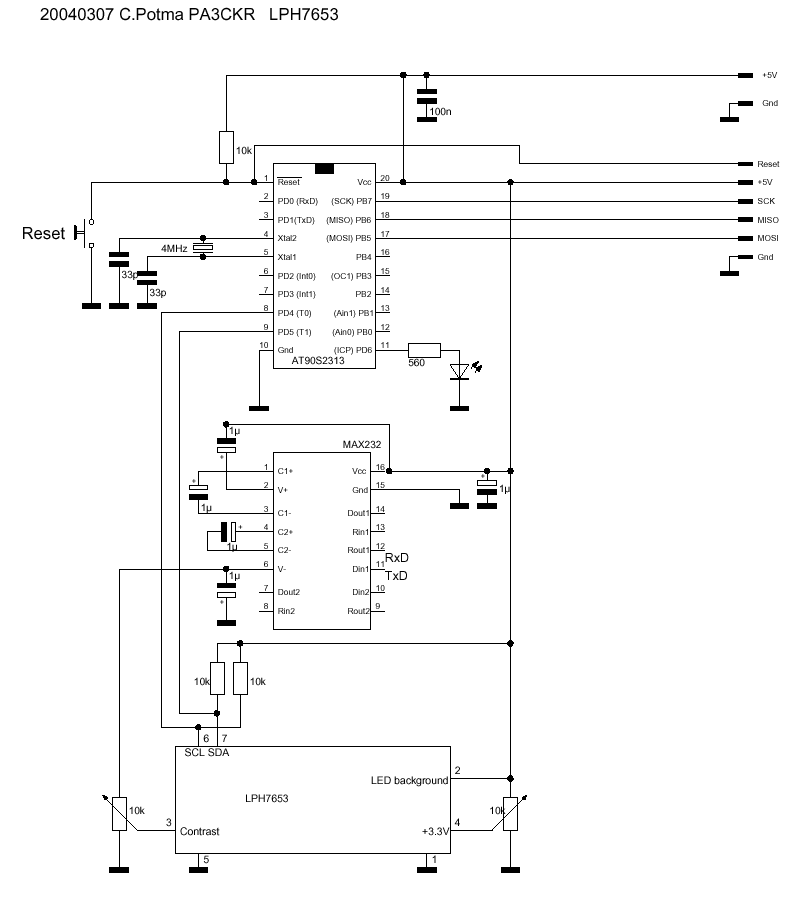 20040307 C.Potma PA3CKR LPH7653
+5V
100n
Gnd
10k
Reset
1 Reset Vcc 20
+5V
2 PD0 (RxD) (SCK) PB7 19
SCK
3 PD1(TxD) (MISO) PB6 18
MISO
Reset
4 Xtal2 (MOSI) PB5 17
MOSI
4MHz
5 Xtal1 PB4 16
Gnd
33p
6 PD2 (Int0) (OC1) PB3 15
33p
7 PD3 (Int1) PB2 14
8 PD4 (T0) (Ain1) PB1 13
9 PD5 (T1) (Ain0) PB0 12
10 Gnd (ICP) PD6 11
AT90S2313
560
1µ
+
MAX232
1 C1+ Vcc 16
+
+
2 V+ Gnd 15
1µ
1µ
3 C1- Dout1 14
4 C2+ Rin1 13
+
1µ
5 C2- Rout1 12
RxD
6 V- Din1 11
TxD
1µ
+
7 Dout2 Din2 10
8 Rin2 Rout2 9
10k
10k
6 7
SCL SDA
2
LED background
LPH7653
10k
10k
3
4
Contrast
+3.3V
5
1